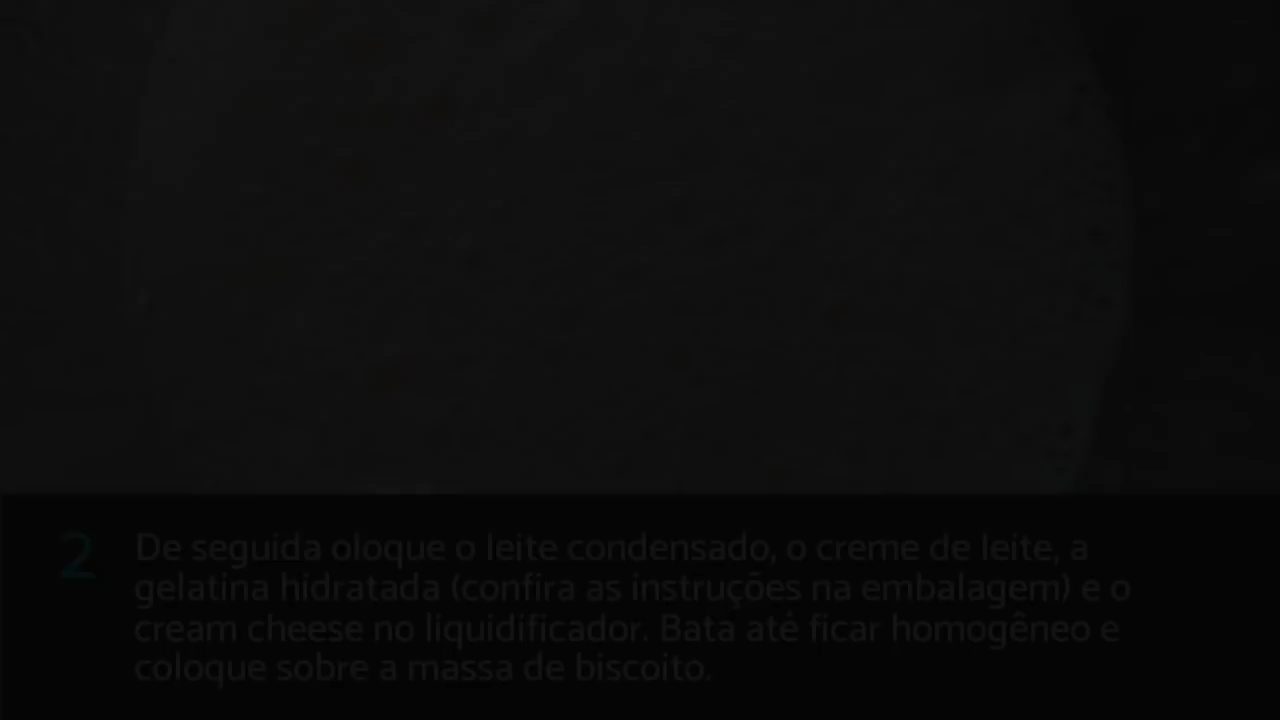 2 De seguida oloque o leite condensado, o creme de leite, a
gelatina hidratada (confira as instruções na embalagem) e o
cream cheese no liquidificador. Bata até ficar homogêneo e
coloque sobre a massa de biscoito.